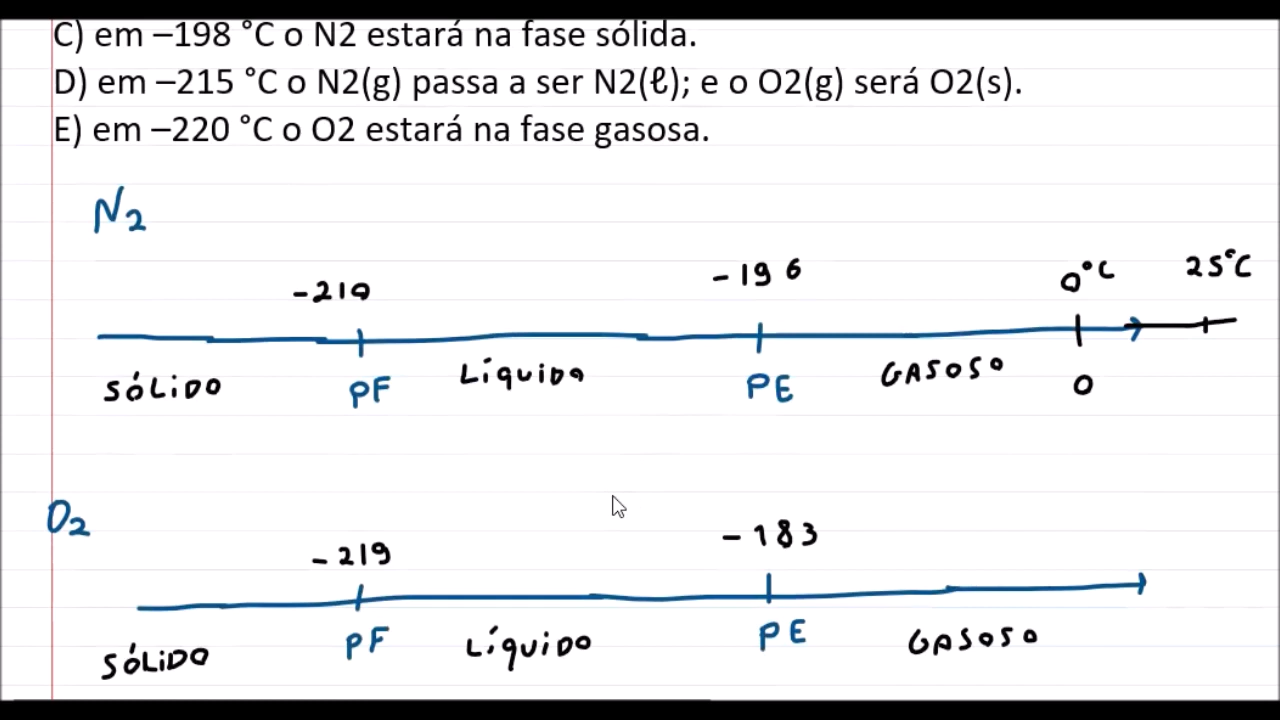 C) em –198 °C o N2 estará na fase sólida.
D) em –215 °C o N2(g) passa a ser N2(ℓ); e o O2(g) será O2(s).
E) em –220 °C o O2 estará na fase gasosa.
N2
-210 -196 0°C 25°C
SÓLIDO PF LÍQUIDO PE GASOSO 0
O2
-219 -183
SÓLIDO PF LÍQUIDO PE GASOSO